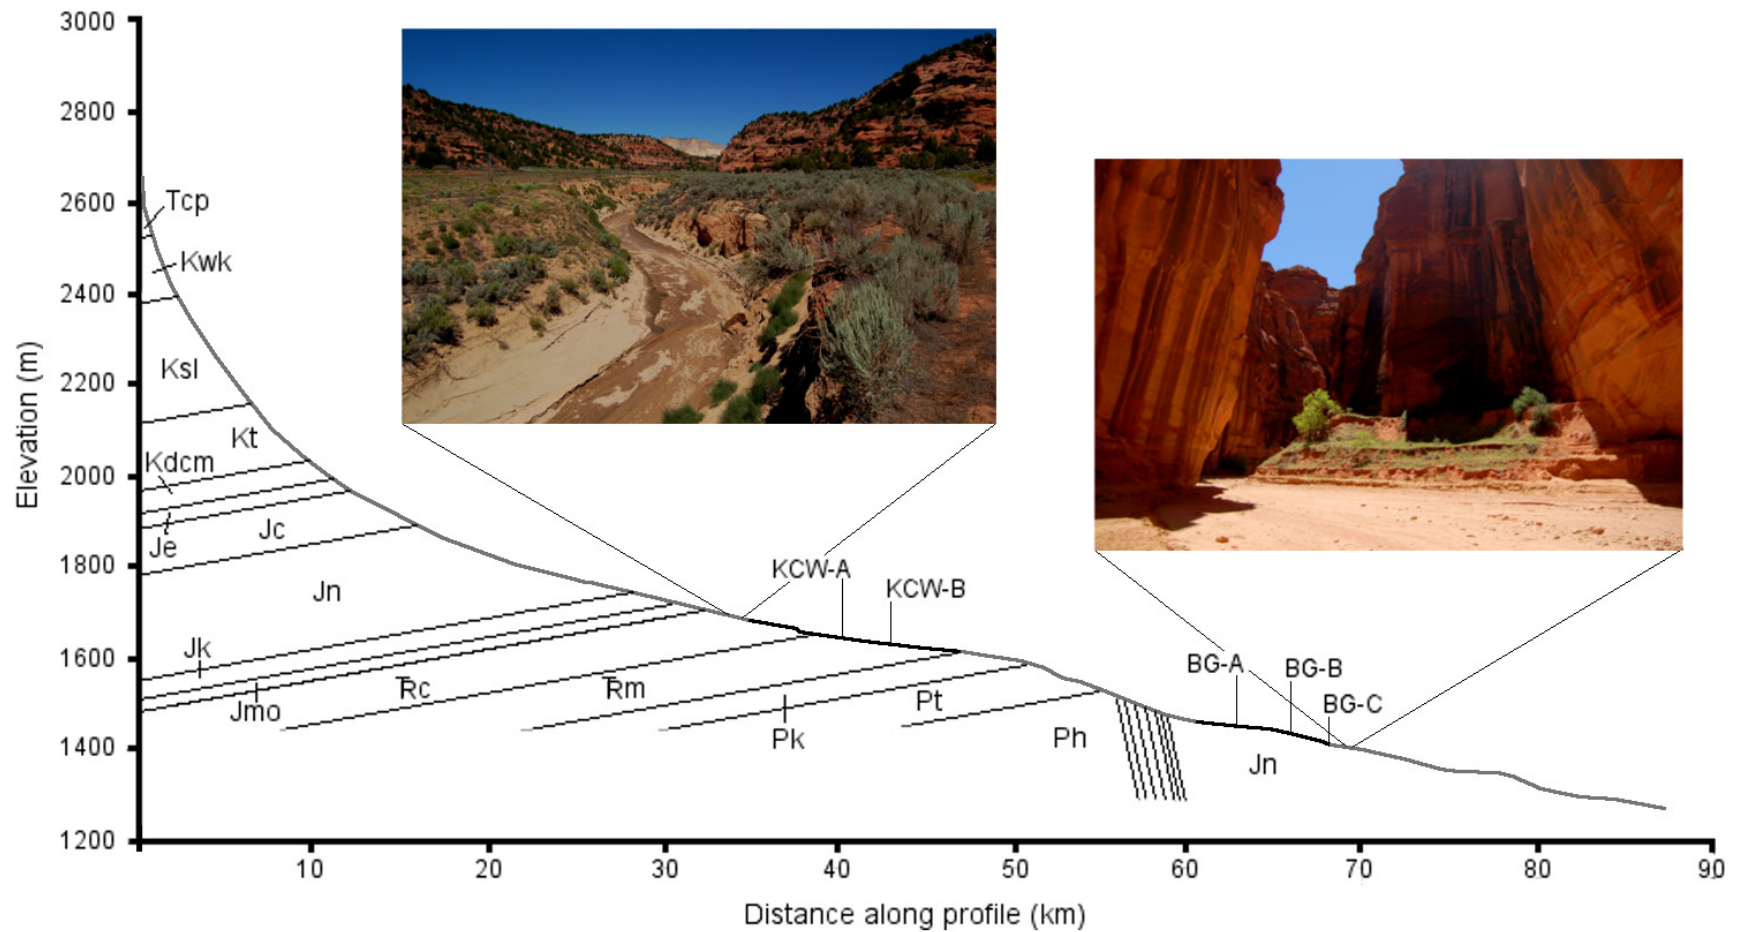 3000
2800
2600
2400
2200
2000
1800
1600
1400
1200
Elevation (m)
Tcp
Kwk
Ksl
Kt
Kdcm
Je
Jc
Jn
Jk
Jmo
Ꞇc
Ꞇm
Pk
Pt
Ph
Jn
KCW-A
KCW-B
BG-A
BG-B
BG-C
10
20
30
40
50
60
70
80
90
Distance along profile (km)